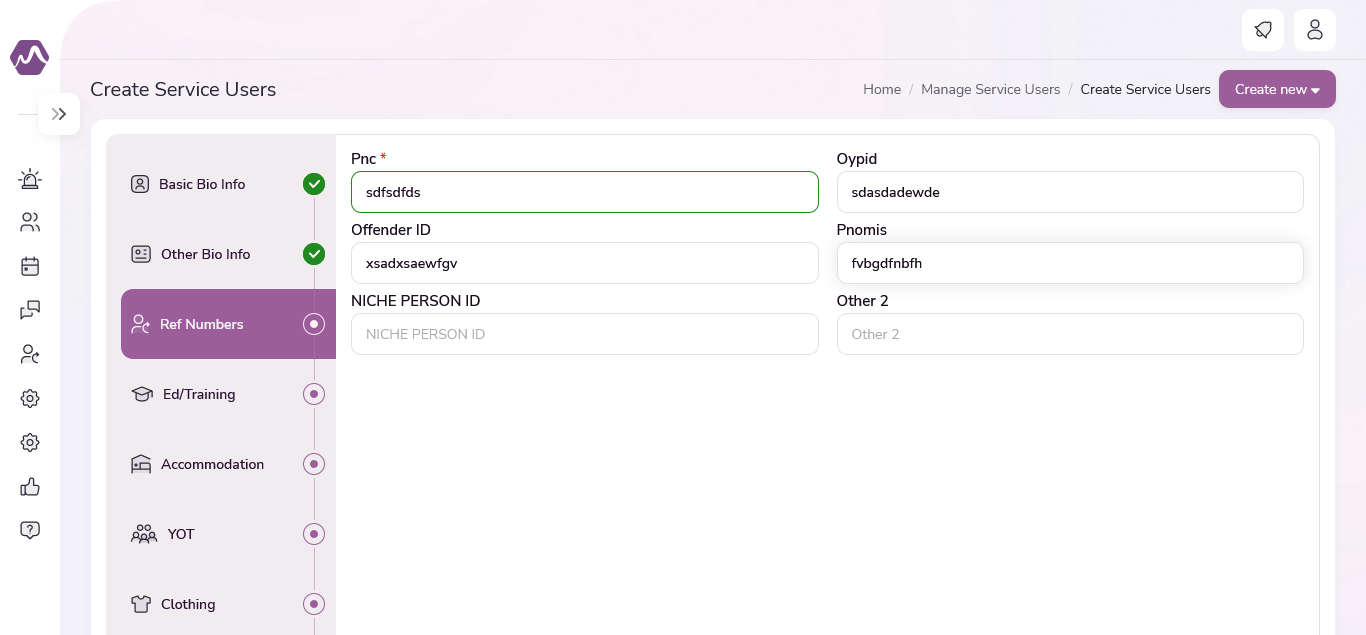 Create Service Users
Home / Manage Service Users / Create Service Users
Create new
Basic Bio Info
Other Bio Info
Ref Numbers
Ed/Training
Accommodation
YOT
Clothing
Pnc *
sdfsdfds
Oypid
sdasdadewde
Offender ID
xsadxsaewfgv
Pnomis
fvbgdfnbfh
NICHE PERSON ID
NICHE PERSON ID
Other 2
Other 2